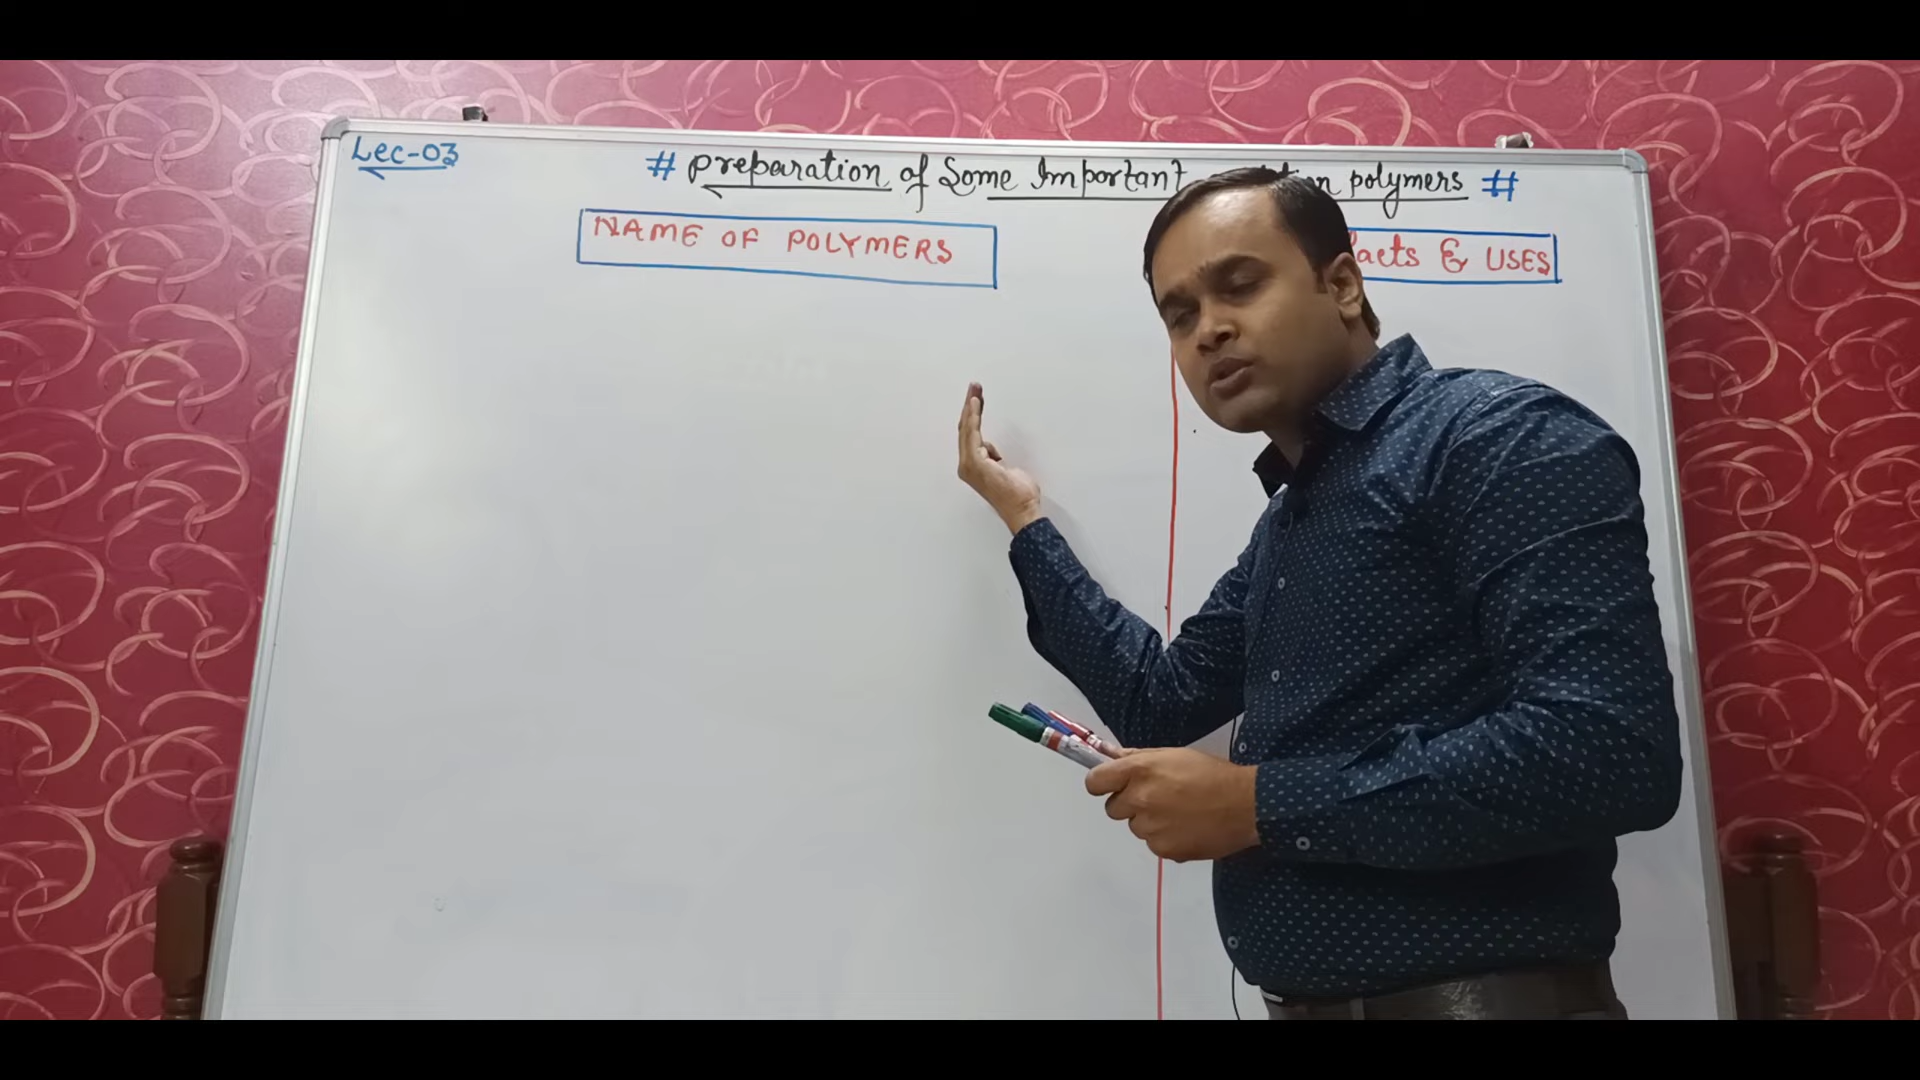 Lec-03
# preparation of Some Important polymers #
NAME OF POLYMERS
& USES